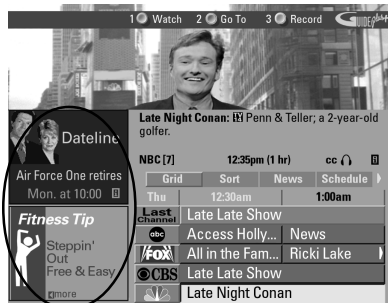 1 Watch 2 Go To 3 Record GUIDE Plus+
Late Night Conan: Penn & Teller; a 2-year-old
golfer.
NBC [7] 12:35pm (1 hr) cc
Grid Sort News Schedule
Thu 12:30am 1:00am
Last Channel Late Late Show
abc Access Holly... News
FOX All in the Fam... Ricki Lake
CBS Late Late Show
Late Night Conan
Dateline
Air Force One retires
Mon. at 10:00
Fitness Tip
Steppin'
Out
Free & Easy
more